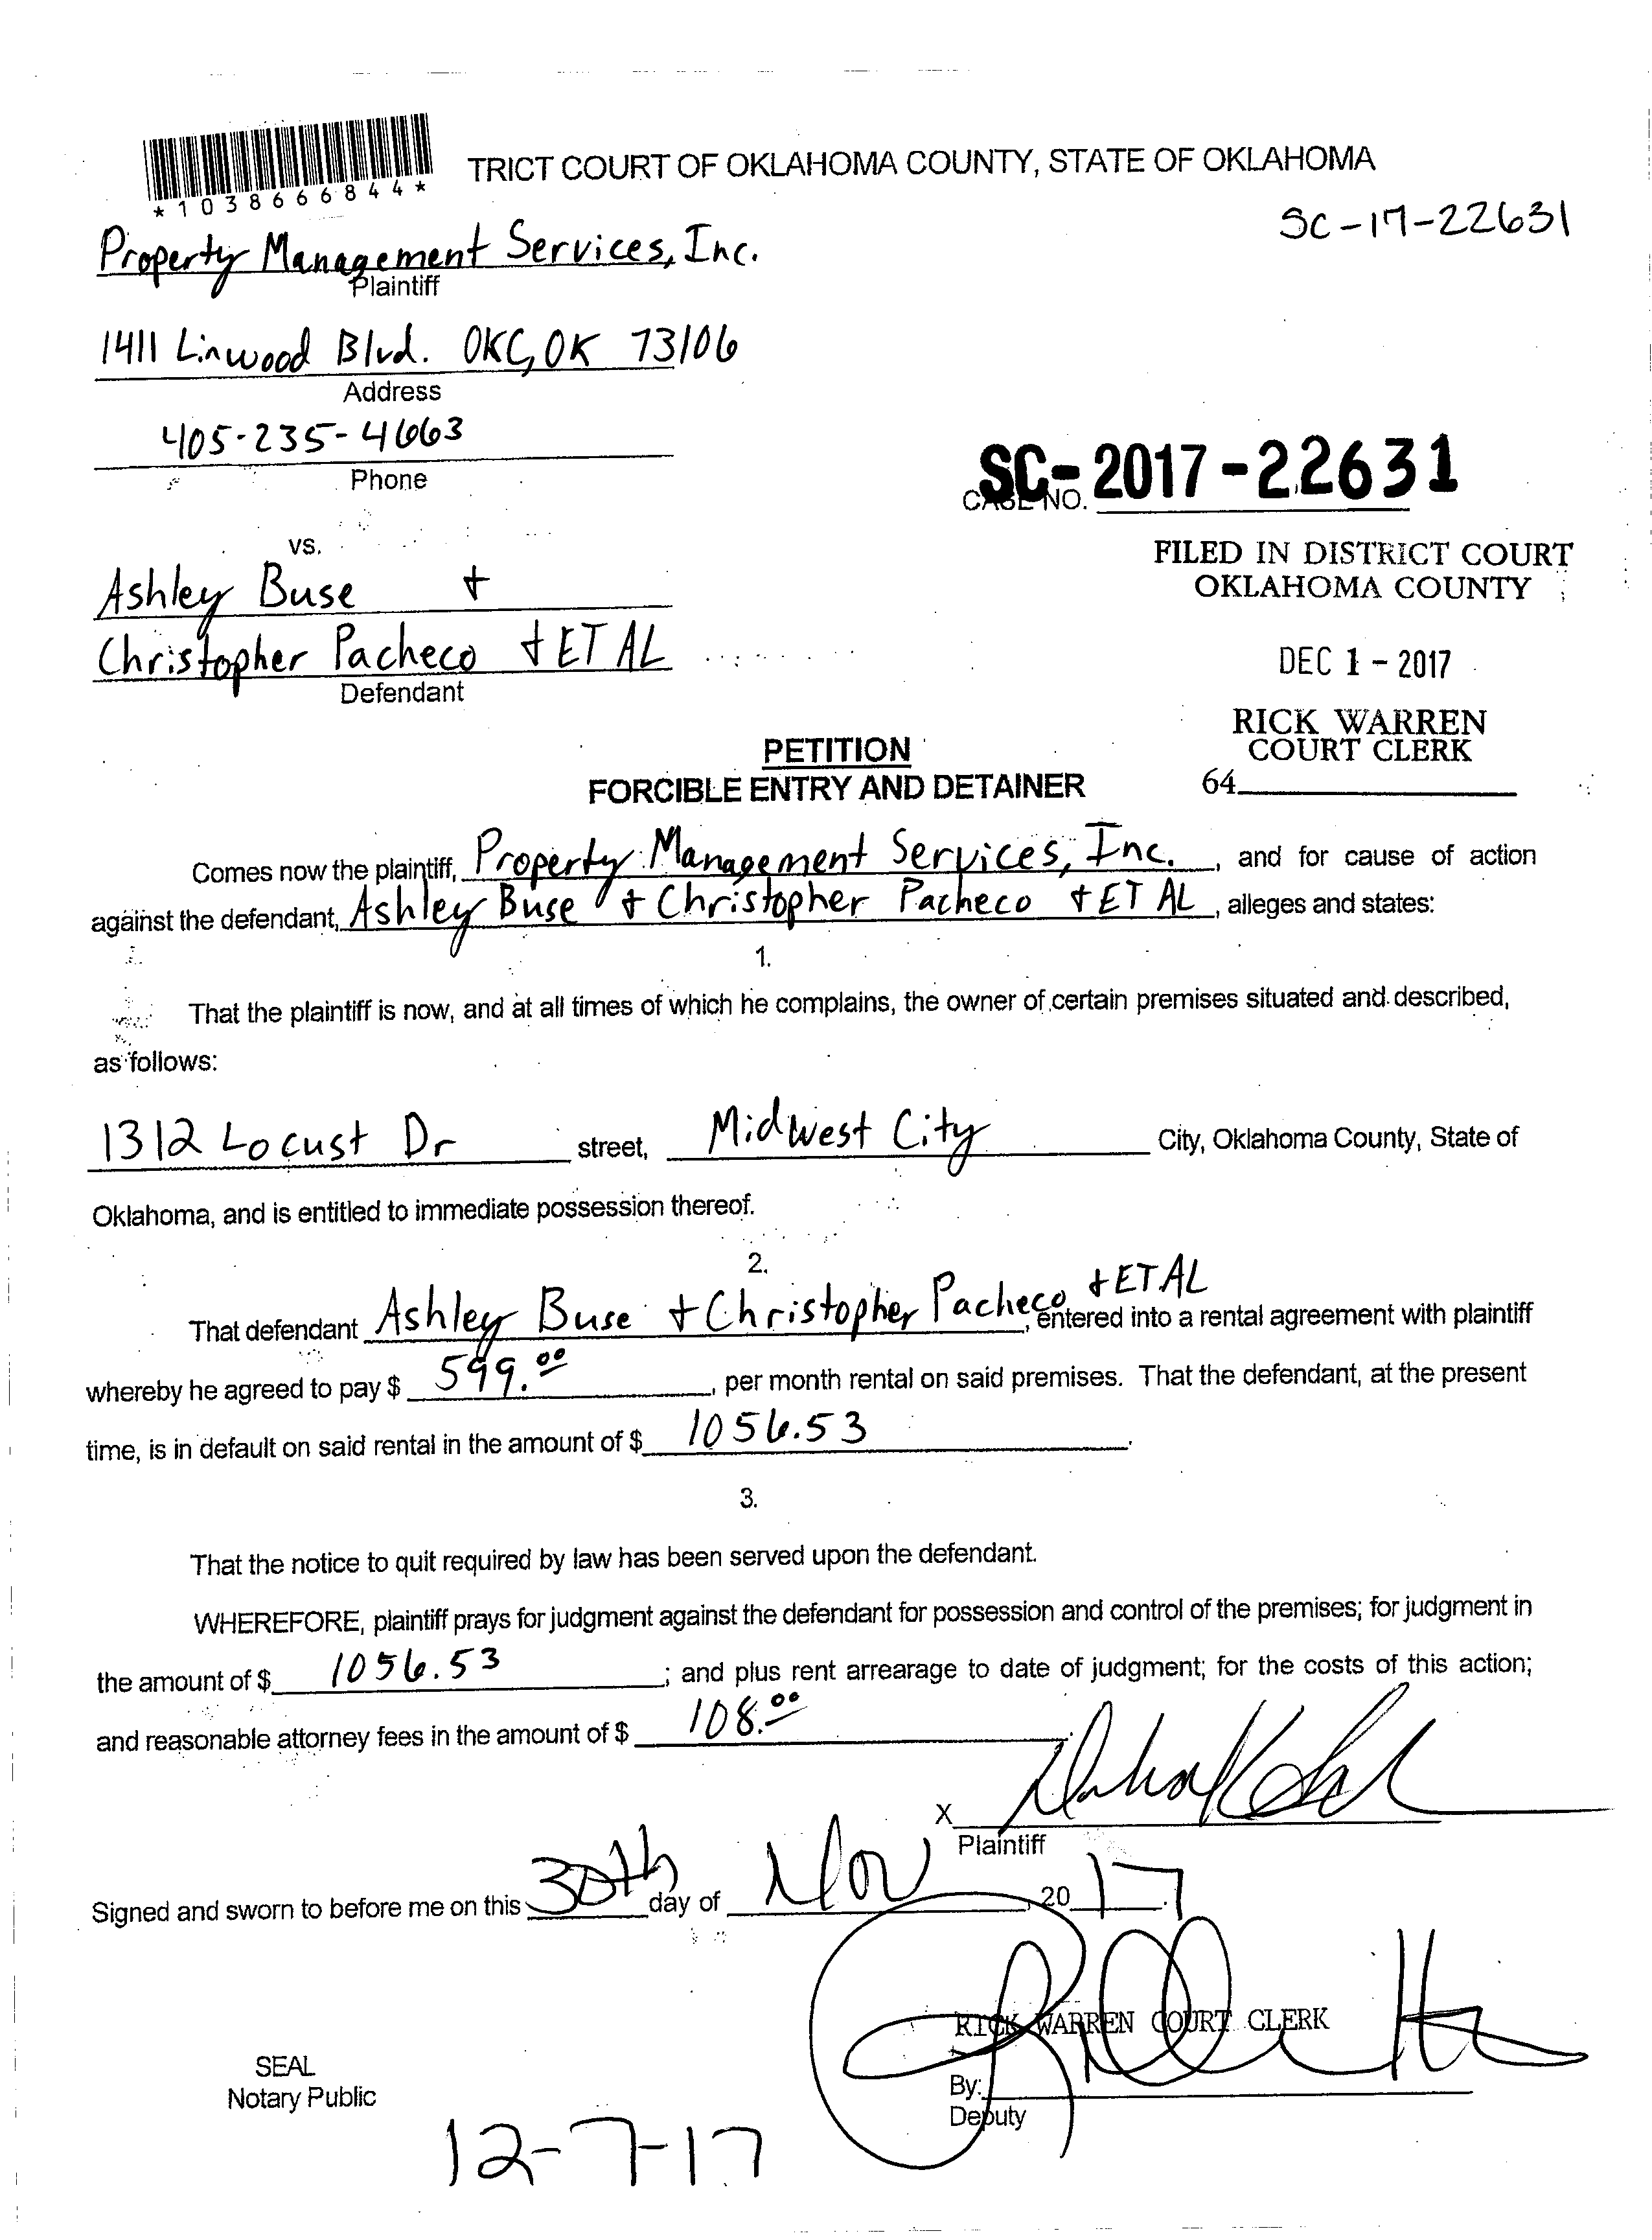 *1038666844*
TRICT COURT OF OKLAHOMA COUNTY, STATE OF OKLAHOMA
SC-17-22631
Property Management Services, Inc.
Plaintiff
1411 Linwood Blvd. OKC, OK 73106
Address
405-235-4663
Phone
SC-2017-22631
CASE NO.
vs.
FILED IN DISTRICT COURT
OKLAHOMA COUNTY
Ashley Buse +
Christopher Pacheco + ET AL
Defendant
DEC 1 - 2017
RICK WARREN
COURT CLERK
64
PETITION
FORCIBLE ENTRY AND DETAINER
Comes now the plaintiff, Property Management Services, Inc., and for cause of action
against the defendant, Ashley Buse + Christopher Pacheco + ET AL, alleges and states:
1.
That the plaintiff is now, and at all times of which he complains, the owner of certain premises situated and described,
as follows:
1312 Locust Dr street, Midwest City City, Oklahoma County, State of
Oklahoma, and is entitled to immediate possession thereof.
2.
That defendant Ashley Buse + Christopher Pacheco + ET AL, entered into a rental agreement with plaintiff
whereby he agreed to pay $ 599.00, per month rental on said premises. That the defendant, at the present
time, is in default on said rental in the amount of $ 1056.53.
3.
That the notice to quit required by law has been served upon the defendant.
WHEREFORE, plaintiff prays for judgment against the defendant for possession and control of the premises; for judgment in
the amount of $ 1056.53; and plus rent arrearage to date of judgment; for the costs of this action;
and reasonable attorney fees in the amount of $ 108.00.
X
Plaintiff
Signed and sworn to before me on this 30th day of Nov, 2017.
RICK WARREN COURT CLERK
SEAL
Notary Public
By:
Deputy
12-7-17